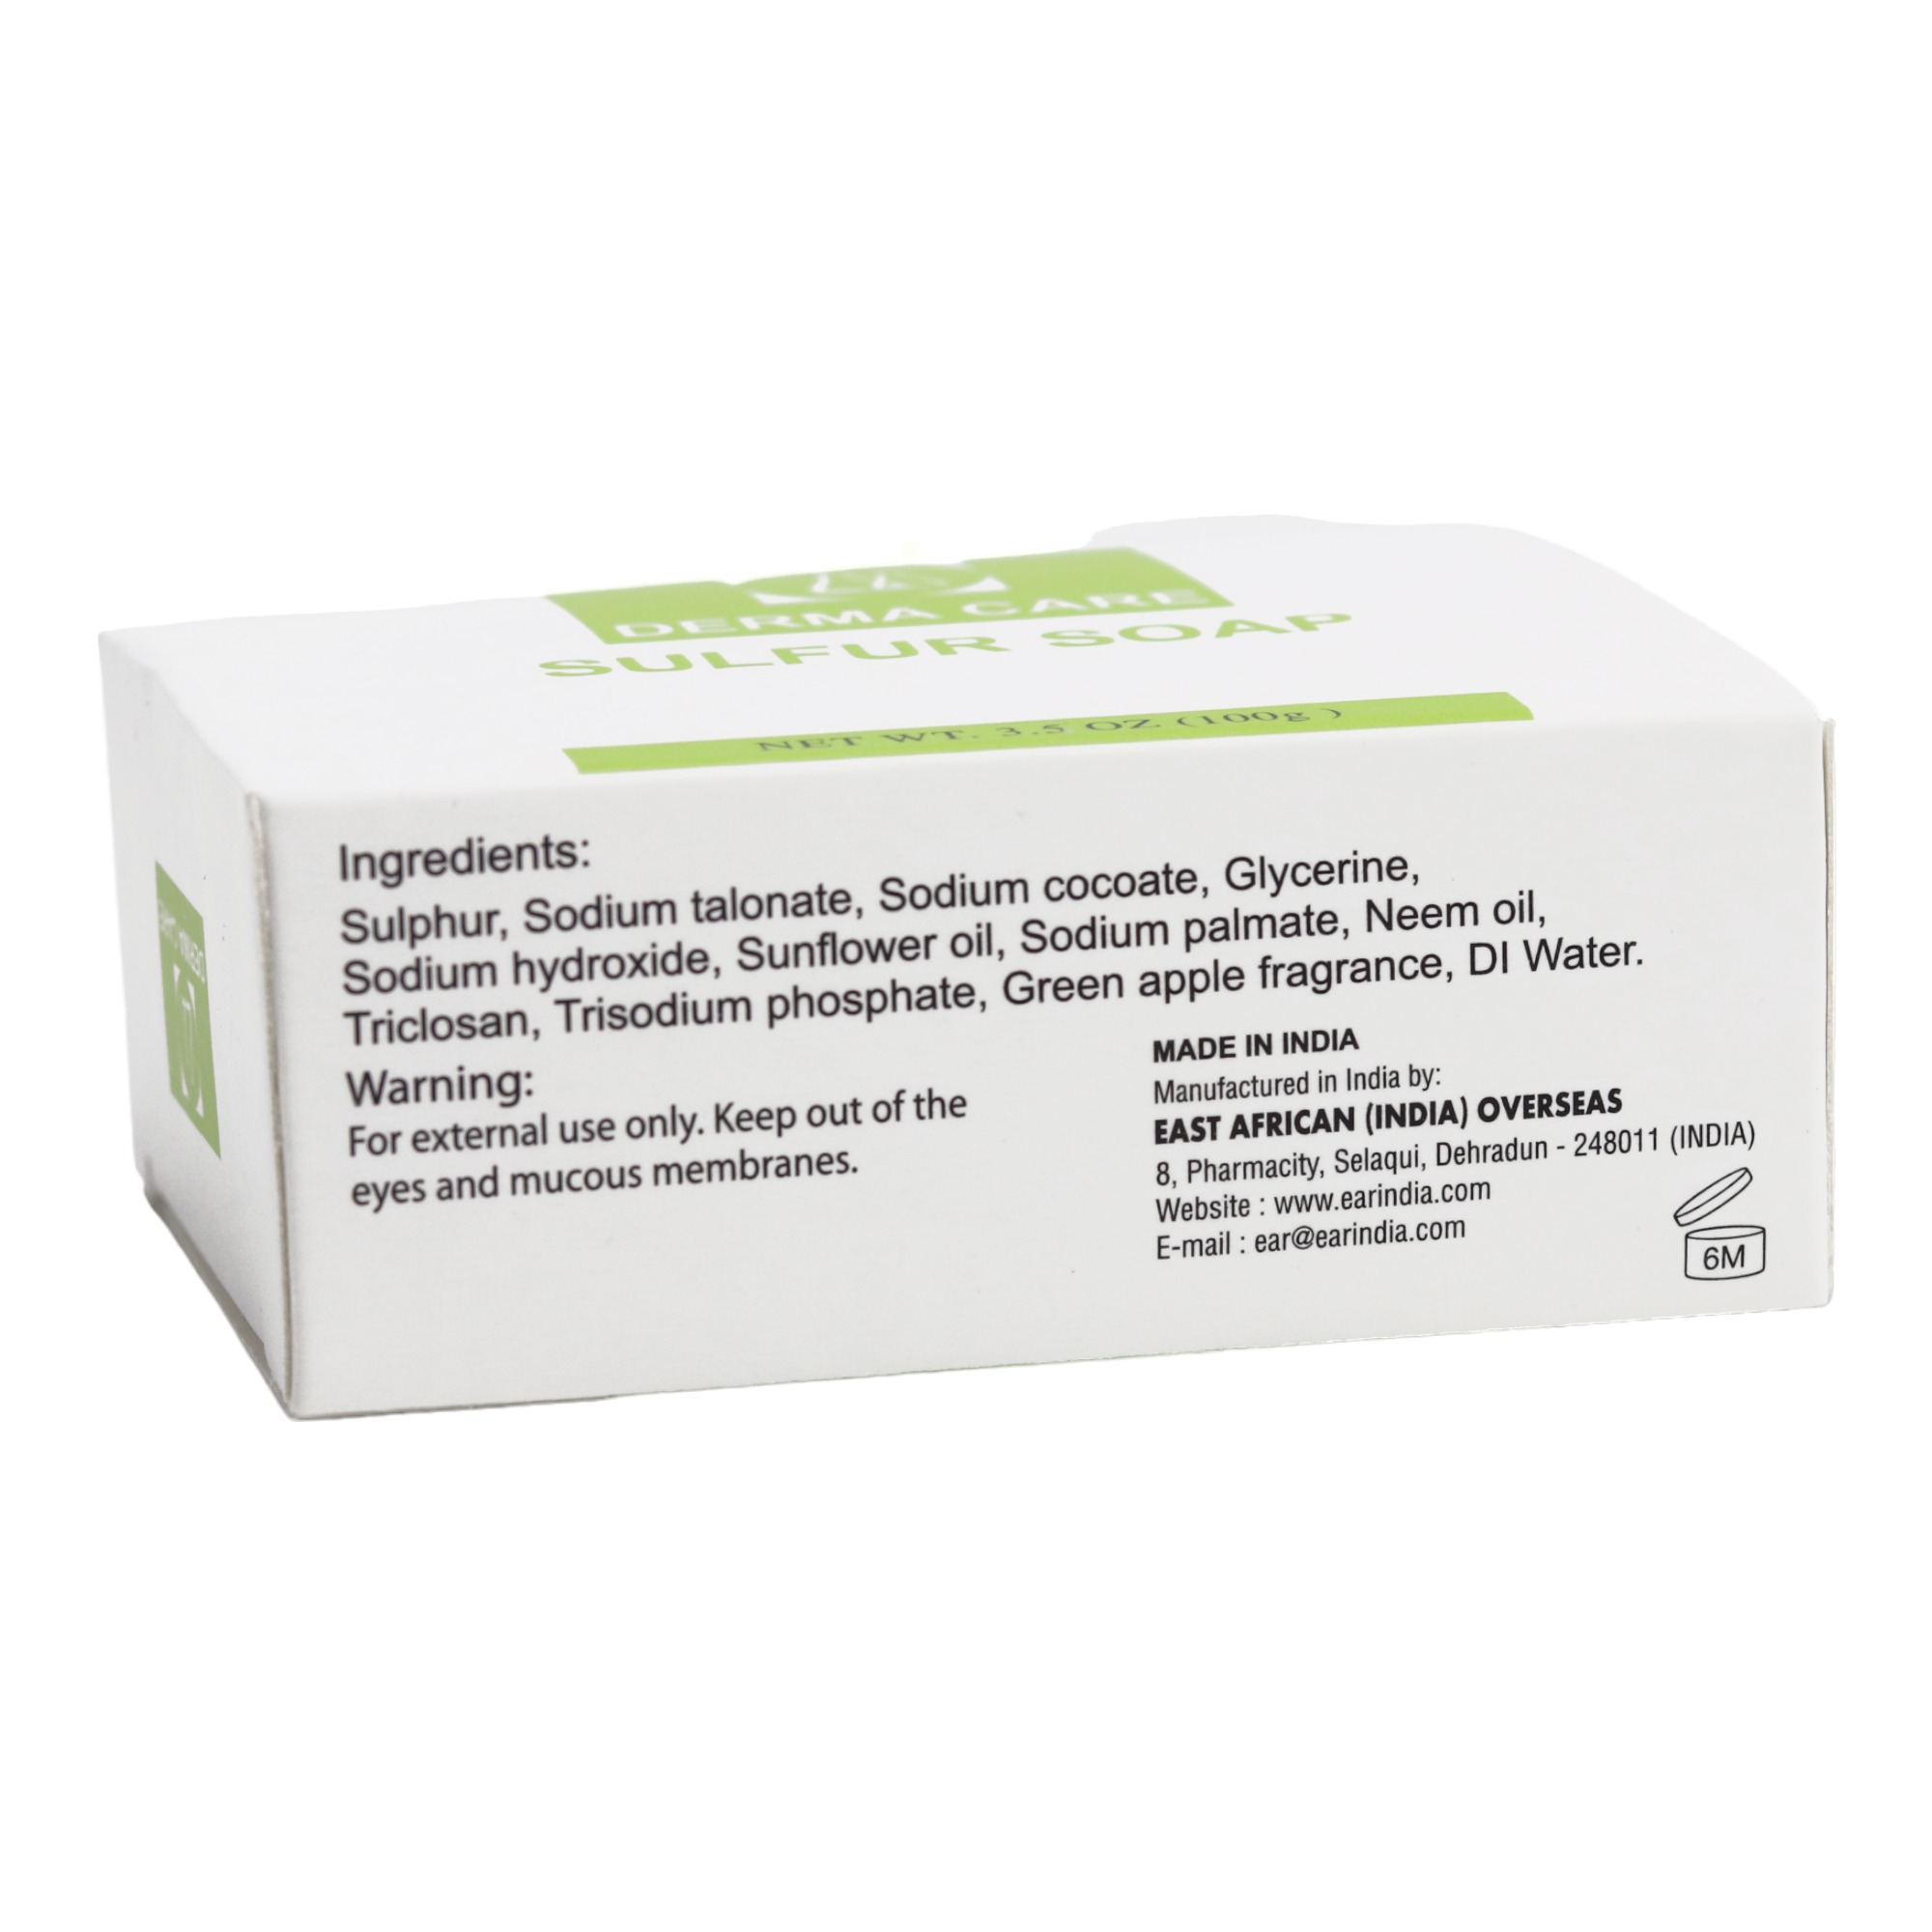 DERMA CARE
SULFUR SOAP
NET WT. 3.5 OZ (100g )
Ingredients:
Sulphur, Sodium talonate, Sodium cocoate, Glycerine,
Sodium hydroxide, Sunflower oil, Sodium palmate, Neem oil,
Triclosan, Trisodium phosphate, Green apple fragrance, DI Water.
Warning:
For external use only. Keep out of the
eyes and mucous membranes.
MADE IN INDIA
Manufactured in India by:
EAST AFRICAN (INDIA) OVERSEAS
8, Pharmacity, Selaqui, Dehradun - 248011 (INDIA)
Website : www.earindia.com
E-mail : ear@earindia.com
6M
DERMA CARE